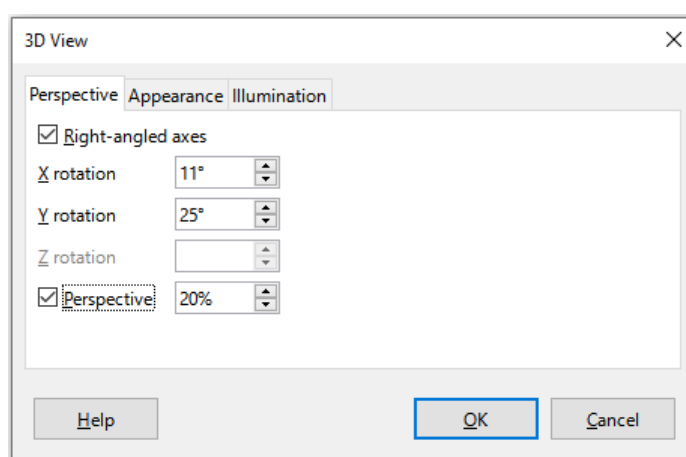 3D View
Perspective Appearance Illumination
Right-angled axes
X rotation 11°
Y rotation 25°
Z rotation
Perspective 20%
Help OK Cancel